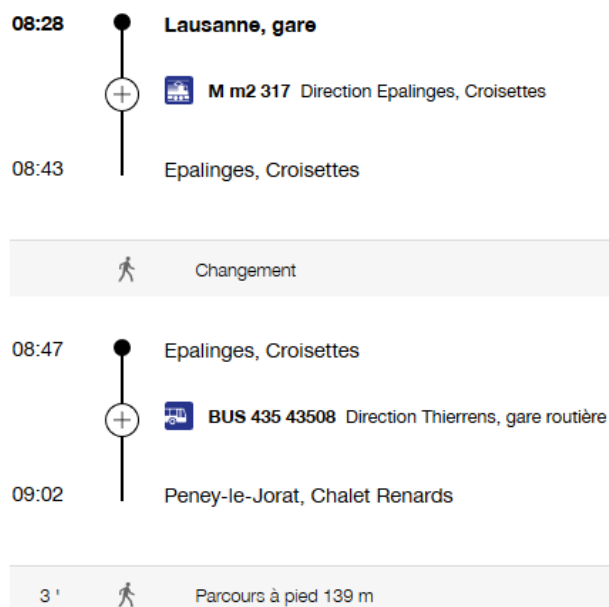 08:28 Lausanne, gare
M m2 317 Direction Epalinges, Croisettes
08:43 Epalinges, Croisettes
Changement
08:47 Epalinges, Croisettes
BUS 435 43508 Direction Thierrens, gare routière
09:02 Peney-le-Jorat, Chalet Renards
3 ' Parcours à pied 139 m